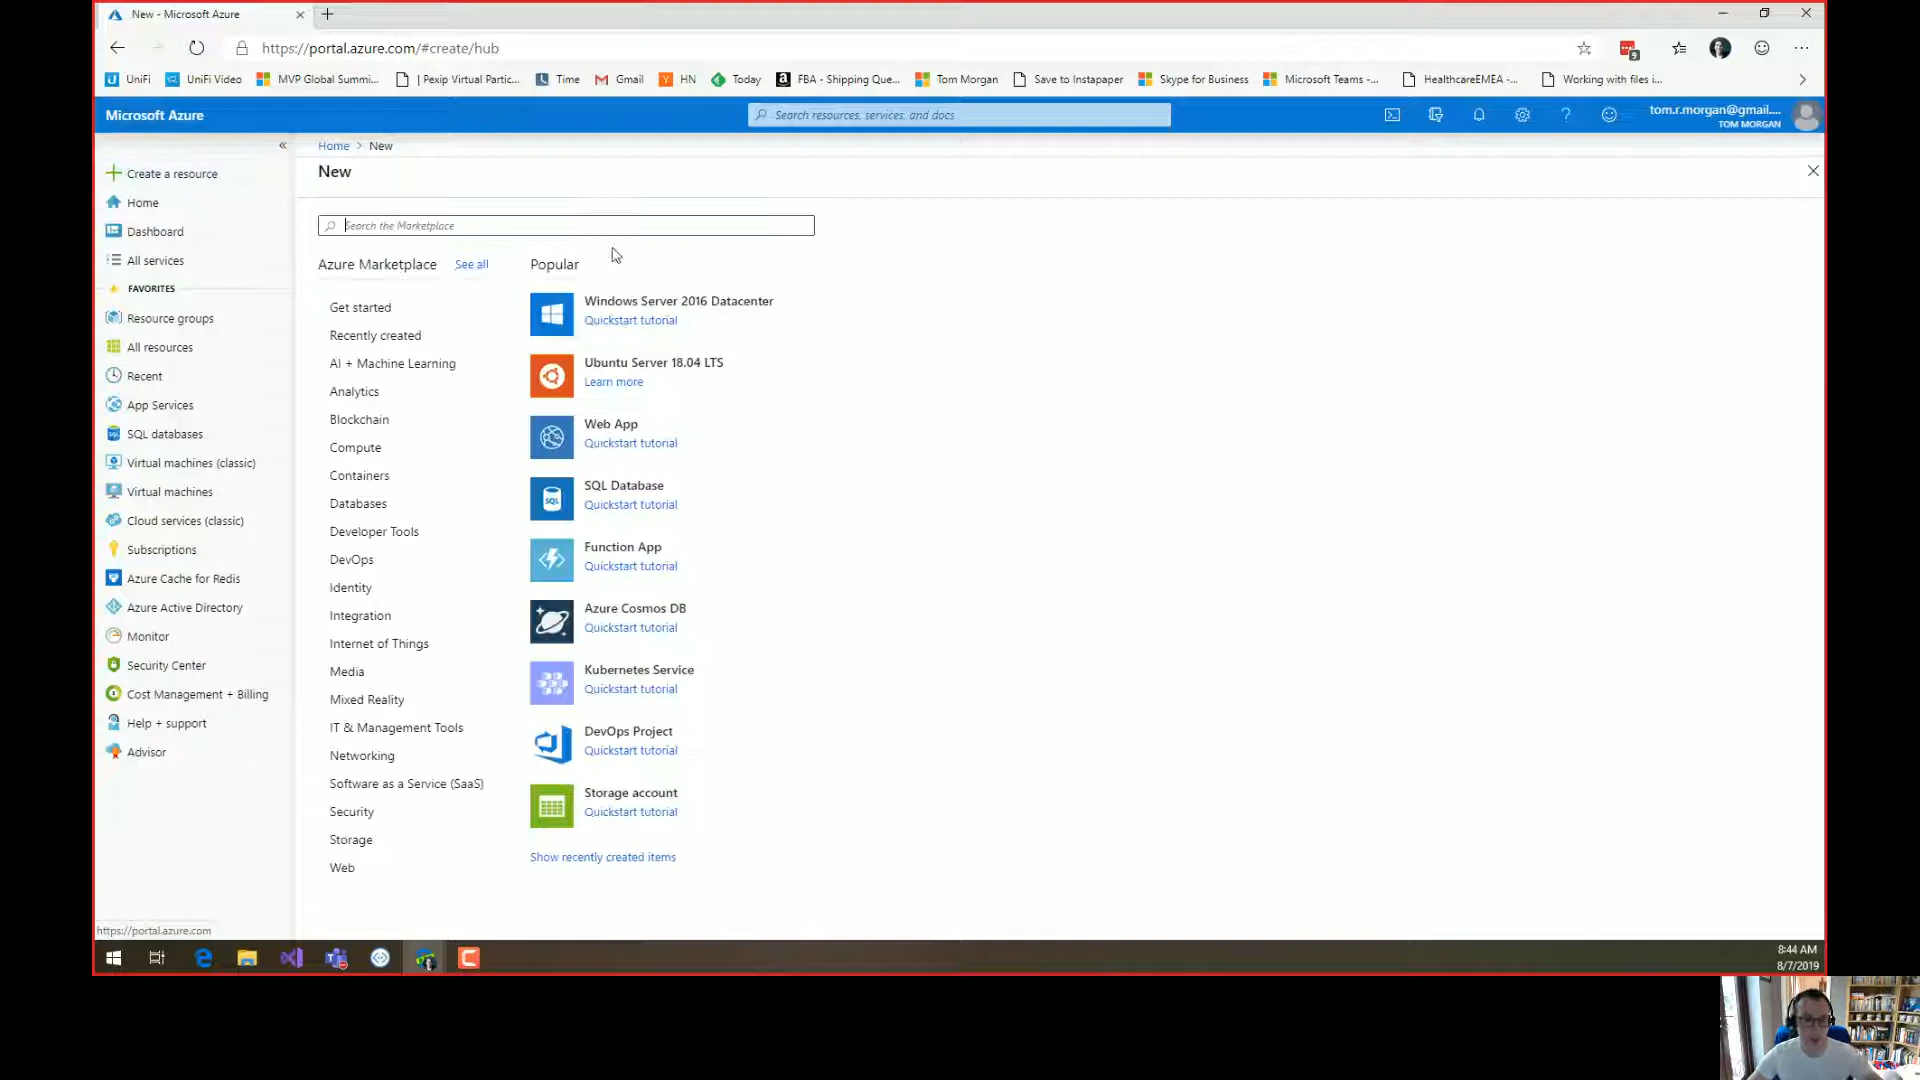 New - Microsoft Azure
https://portal.azure.com/#create/hub
9
UniFi
UniFi Video
MVP Global Summi...
| Pexip Virtual Partic...
Time
Gmail
HN
Today
FBA - Shipping Que...
Tom Morgan
Save to Instapaper
Skype for Business
Microsoft Teams -...
HealthcareEMEA -...
Working with files i...
Microsoft Azure
Search resources, services, and docs
tom.r.morgan@gmail....
TOM MORGAN
Create a resource
Home
Dashboard
All services
FAVORITES
Resource groups
All resources
Recent
App Services
SQL databases
Virtual machines (classic)
Virtual machines
Cloud services (classic)
Subscriptions
Azure Cache for Redis
Azure Active Directory
Monitor
Security Center
Cost Management + Billing
Help + support
Advisor
https://portal.azure.com
Home > New
New
Search the Marketplace
Azure Marketplace See all
Get started
Recently created
AI + Machine Learning
Analytics
Blockchain
Compute
Containers
Databases
Developer Tools
DevOps
Identity
Integration
Internet of Things
Media
Mixed Reality
IT & Management Tools
Networking
Software as a Service (SaaS)
Security
Storage
Web
Popular
Windows Server 2016 Datacenter
Quickstart tutorial
Ubuntu Server 18.04 LTS
Learn more
Web App
Quickstart tutorial
SQL
SQL Database
Quickstart tutorial
Function App
Quickstart tutorial
Azure Cosmos DB
Quickstart tutorial
Kubernetes Service
Quickstart tutorial
DevOps Project
Quickstart tutorial
Storage account
Quickstart tutorial
Show recently created items
8:44 AM
8/7/2019